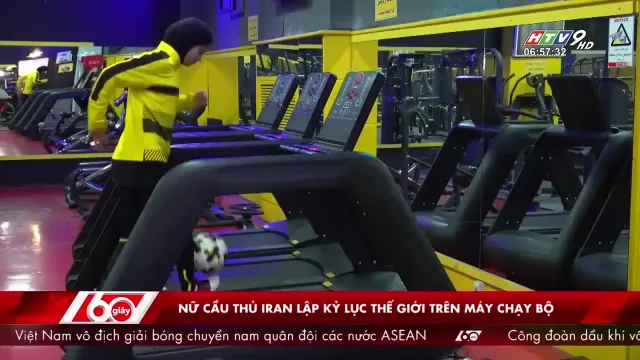 HTV9 HD
06:57:32
60 giây
NỮ CẦU THỦ IRAN LẬP KỶ LỤC THẾ GIỚI TRÊN MÁY CHẠY BỘ
Việt Nam vô địch giải bóng chuyền nam quân đội các nước ASEAN 60 Công đoàn dầu khí v